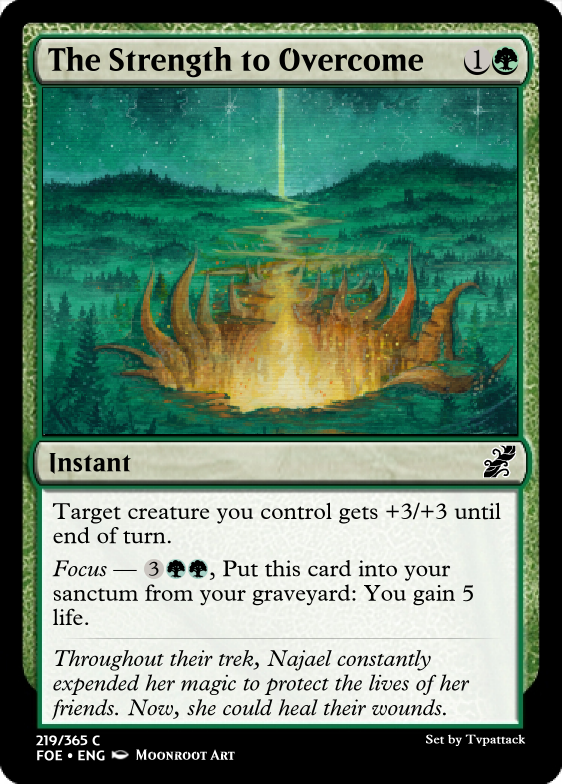 The Strength to Overcome 1
Instant
Target creature you control gets +3/+3 until
end of turn.
Focus — 3, Put this card into your
sanctum from your graveyard: You gain 5
life.
Throughout their trek, Najael constantly
expended her magic to protect the lives of her
friends. Now, she could heal their wounds.
219/365 C
Set by Tvpattack
FOE • ENG Moonroot Art